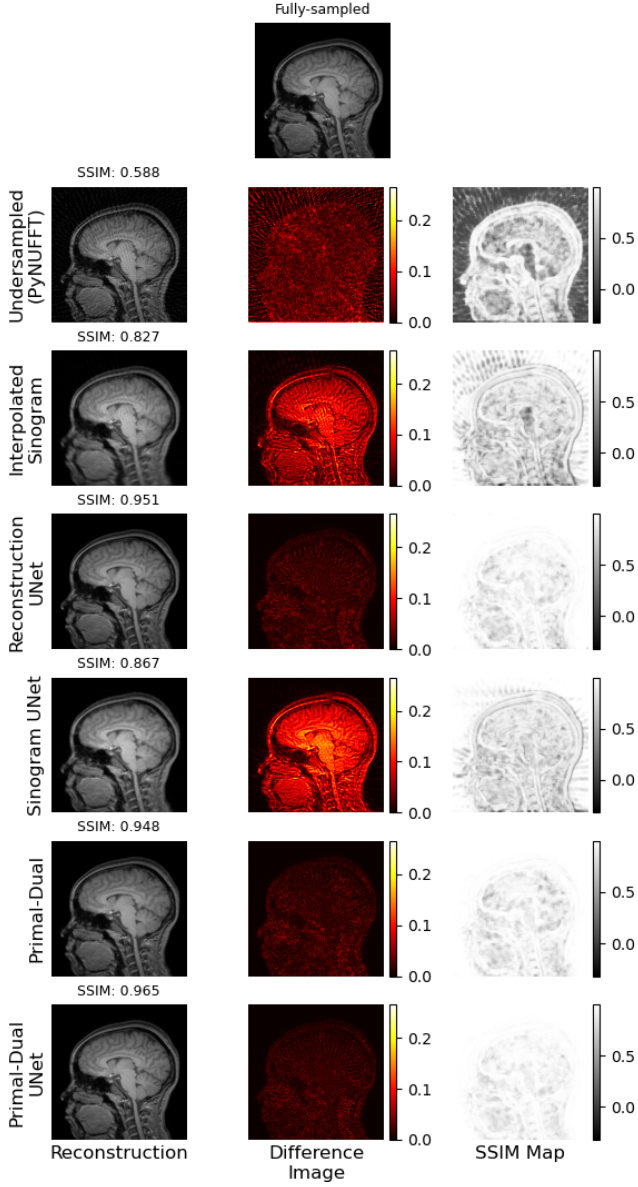 Fully-sampled
SSIM: 0.588
Undersampled
(PyNUFFT)
0.2
0.1
0.0
0.5
0.0
SSIM: 0.827
Interpolated
Sinogram
0.2
0.1
0.0
0.5
0.0
SSIM: 0.951
Reconstruction
UNet
0.2
0.1
0.0
0.5
0.0
SSIM: 0.867
Sinogram UNet
0.2
0.1
0.0
0.5
0.0
SSIM: 0.948
Primal-Dual
0.2
0.1
0.0
0.5
0.0
SSIM: 0.965
Primal-Dual
UNet
0.2
0.1
0.0
0.5
0.0
Reconstruction
Difference
Image
SSIM Map